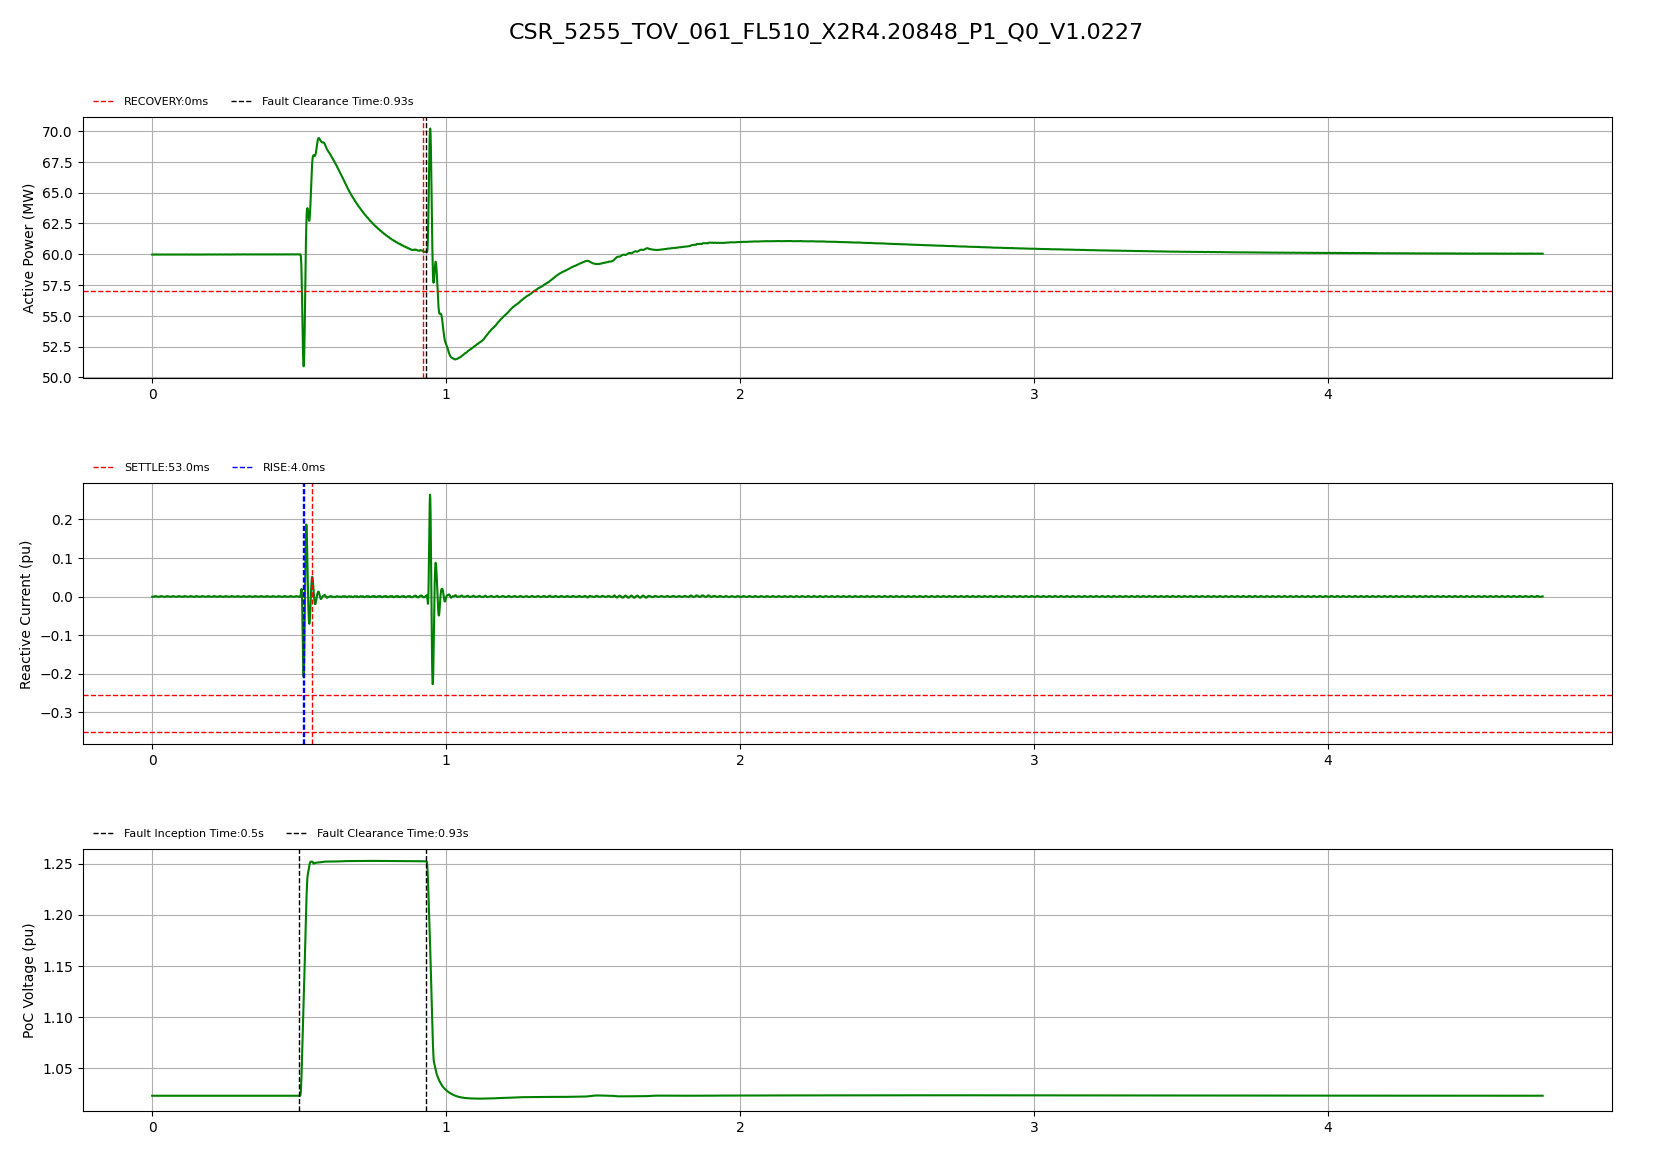 CSR_5255_TOV_061_FL510_X2R4.20848_P1_Q0_V1.0227
RECOVERY:0ms Fault Clearance Time:0.93s
Active Power (MW)
70.0
67.5
65.0
62.5
60.0
57.5
55.0
52.5
50.0
0 1 2 3 4
SETTLE:53.0ms RISE:4.0ms
Reactive Current (pu)
0.2
0.1
0.0
−0.1
−0.2
−0.3
0 1 2 3 4
Fault Inception Time:0.5s Fault Clearance Time:0.93s
PoC Voltage (pu)
1.25
1.20
1.15
1.10
1.05
0 1 2 3 4